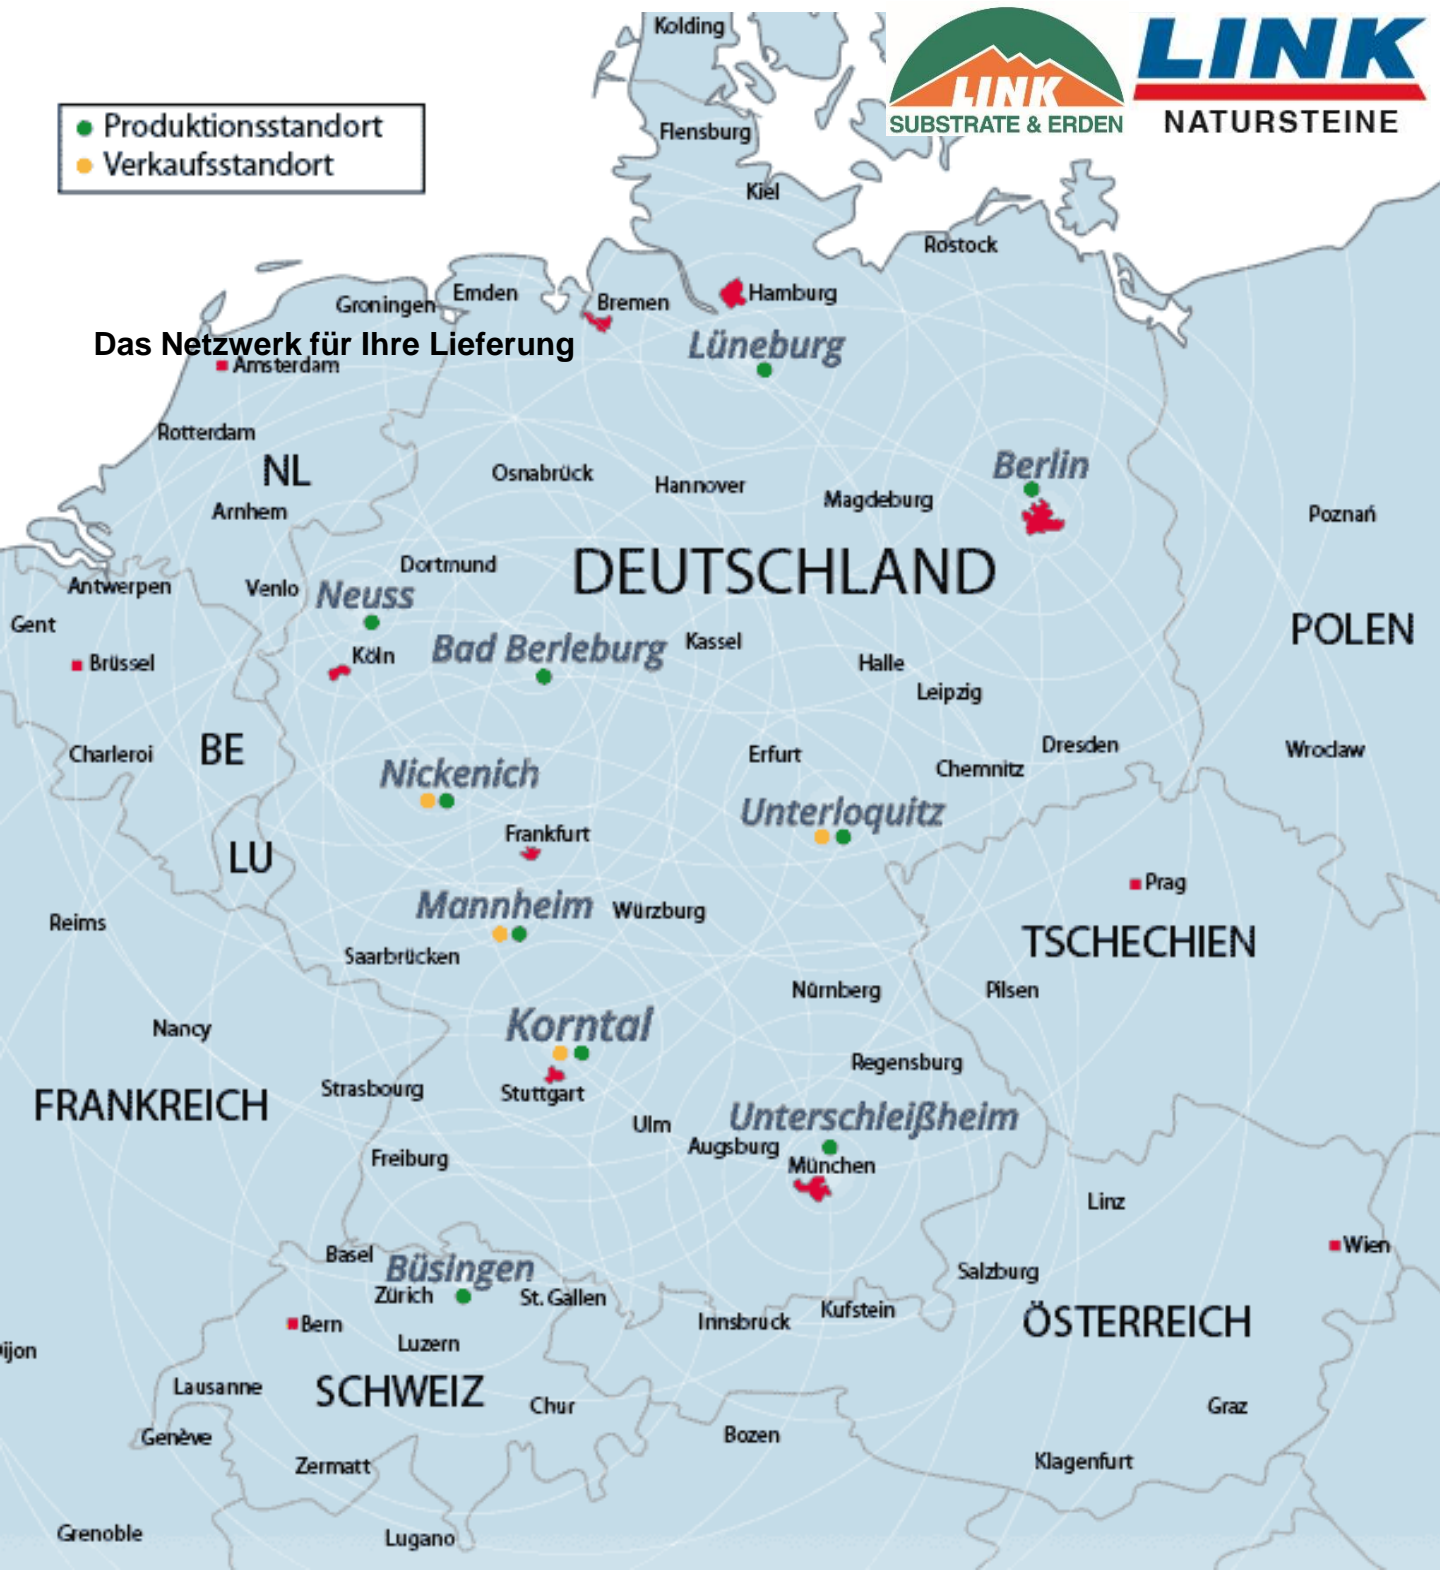 Kolding
LINK
SUBSTRATE & ERDEN
LINK
NATURSTEINE
Produktionsstandort
Verkaufsstandort
Flensburg
Kiel
Rostock
Groningen
Emden
Bremen
Hamburg
Das Netzwerk für Ihre Lieferung
Lüneburg
Amsterdam
Rotterdam
NL
Osnabrück
Hannover
Magdeburg
Berlin
Arnhem
Poznań
Dortmund
DEUTSCHLAND
Antwerpen
Venlo
Neuss
Gent
POLEN
Brüssel
Köln
Bad Berleburg
Kassel
Halle
Leipzig
Charleroi
BE
Erfurt
Dresden
Chemnitz
Wroclaw
Nickenich
Unterloquitz
LU
Frankfurt
Prag
Reims
Mannheim
Würzburg
TSCHECHIEN
Saarbrücken
Nürnberg
Pilsen
Nancy
Korntal
Regensburg
FRANKREICH
Strasbourg
Stuttgart
Ulm
Unterschleißheim
Augsburg
München
Freiburg
Linz
Basel
Büsingen
Wien
Zürich
St. Gallen
Salzburg
Bern
Innsbruck
Kufstein
ÖSTERREICH
ijon
Luzern
Lausanne
SCHWEIZ
Chur
Graz
Genève
Bozen
Zermatt
Klagenfurt
Grenoble
Lugano